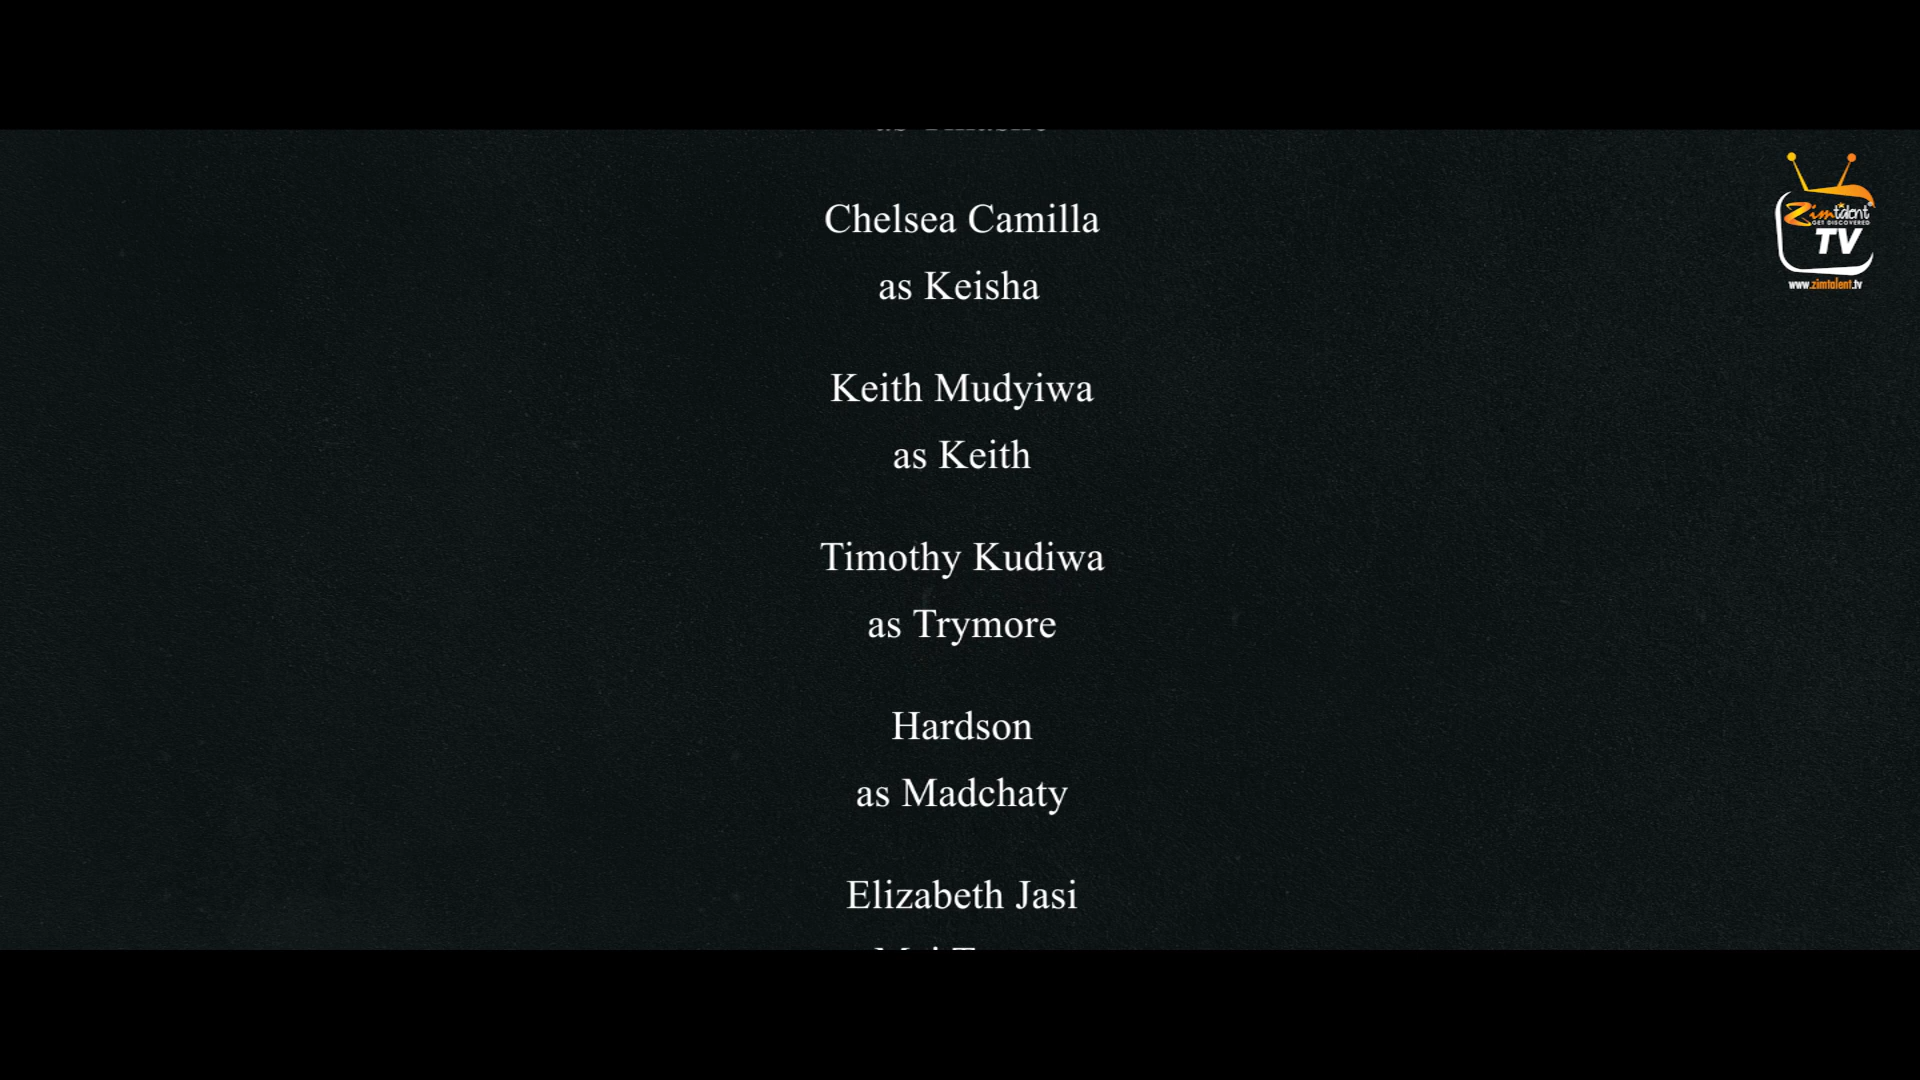 Chelsea Camilla
as Keisha
Keith Mudyiwa
as Keith
Timothy Kudiwa
as Trymore
Hardson
as Madchaty
Elizabeth Jasi
Zimtalent
GET DISCOVERED
TV
www.zimtalent.tv